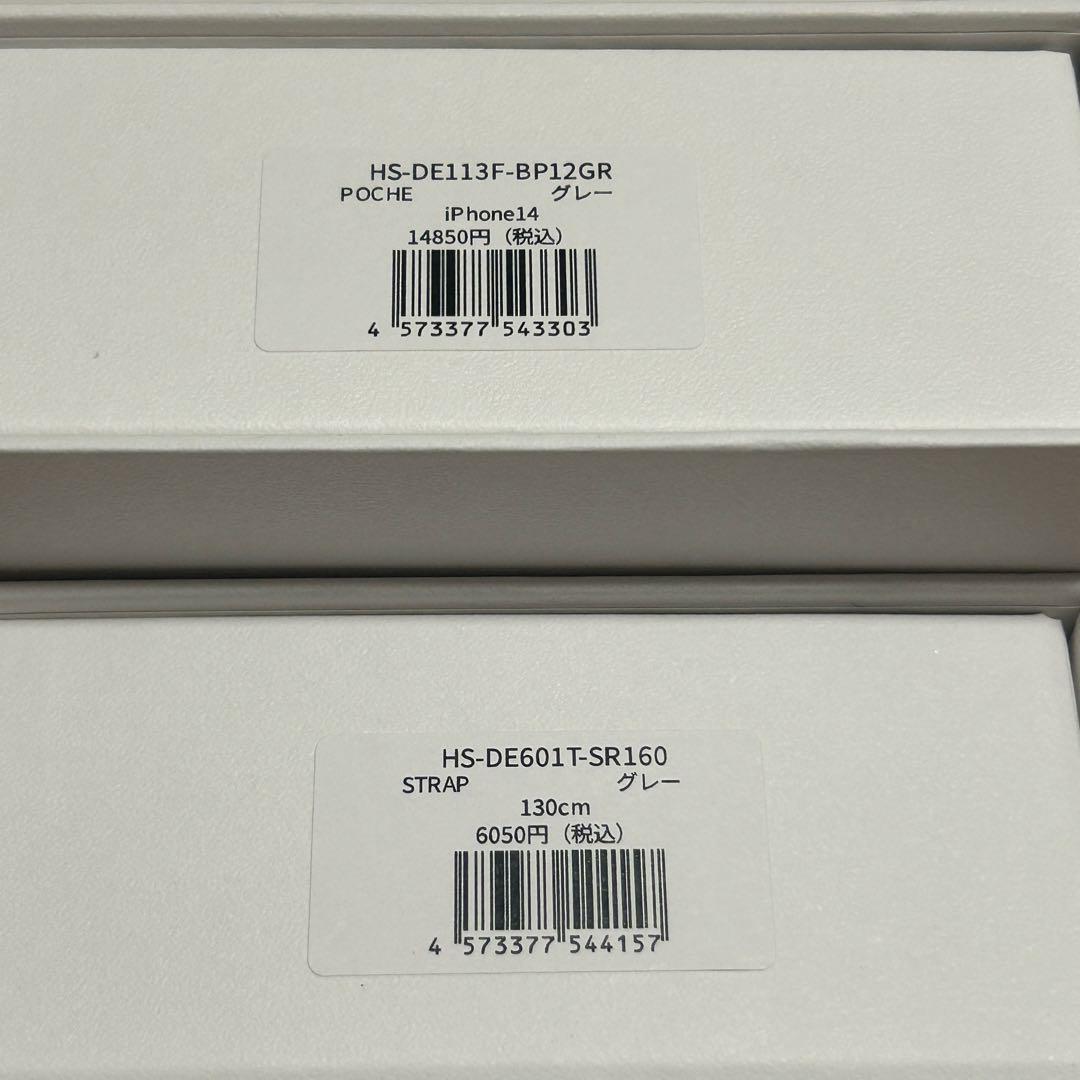 HS-DE113F-BP12GR
POCHE グレー
iPhone14
14850円（税込）
4 573377 543303
HS-DE601T-SR160
STRAP グレー
130cm
6050円（税込）
4 573377 544157